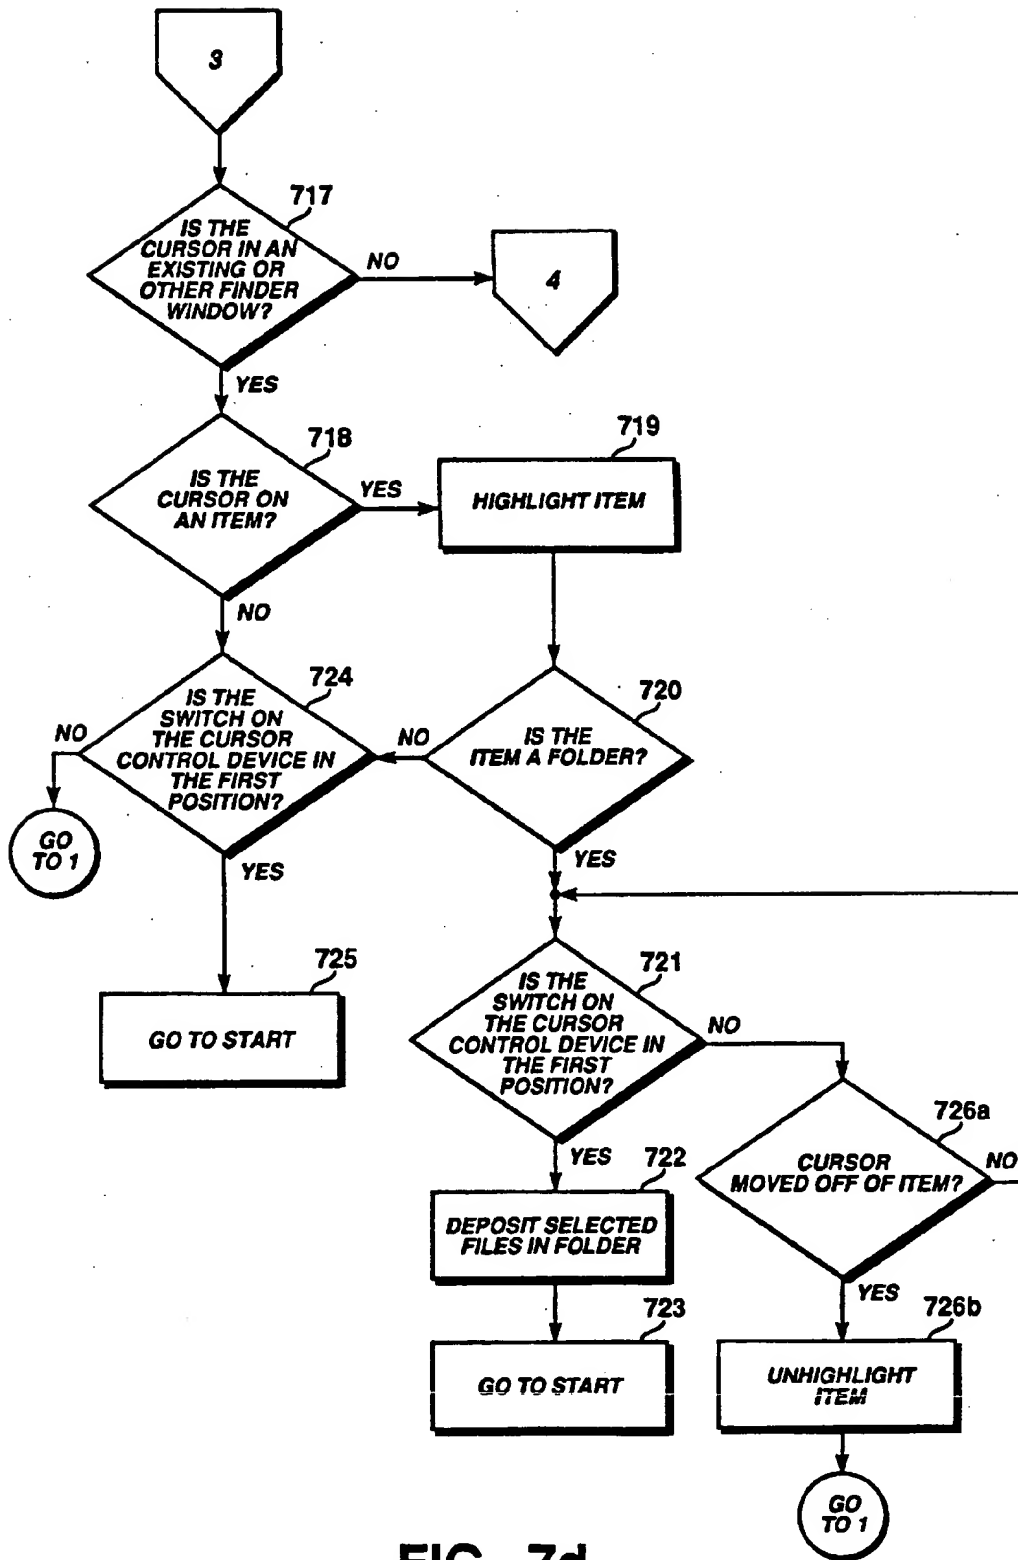 3
717
IS THE
CURSOR IN AN
EXISTING OR
OTHER FINDER
WINDOW?
NO
4
YES
718
IS THE
CURSOR ON
AN ITEM?
YES
719
HIGHLIGHT ITEM
NO
724
IS THE
SWITCH ON
THE CURSOR
CONTROL DEVICE IN
THE FIRST
POSITION?
NO
GO
TO 1
YES
720
IS THE
ITEM A FOLDER?
NO
YES
725
GO TO START
721
IS THE
SWITCH ON
THE CURSOR
CONTROL DEVICE IN
THE FIRST
POSITION?
NO
YES
726a
CURSOR
MOVED OFF OF ITEM?
NO
YES
722
DEPOSIT SELECTED
FILES IN FOLDER
723
GO TO START
726b
UNHIGHLIGHT
ITEM
GO
TO 1
FIG. 7d